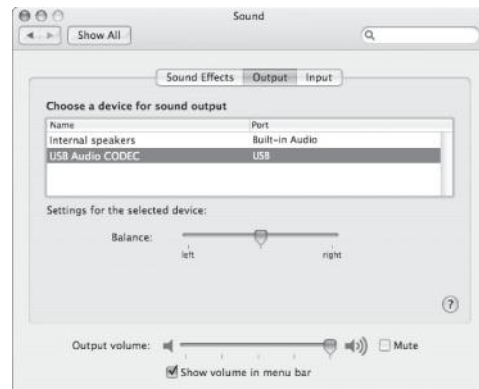 Sound
Show All
Sound Effects Output Input
Choose a device for sound output
Name Port
Internal speakers Built-in Audio
USB Audio CODEC USB
Settings for the selected device:
Balance:
left right
?
Output volume: Mute
Show volume in menu bar